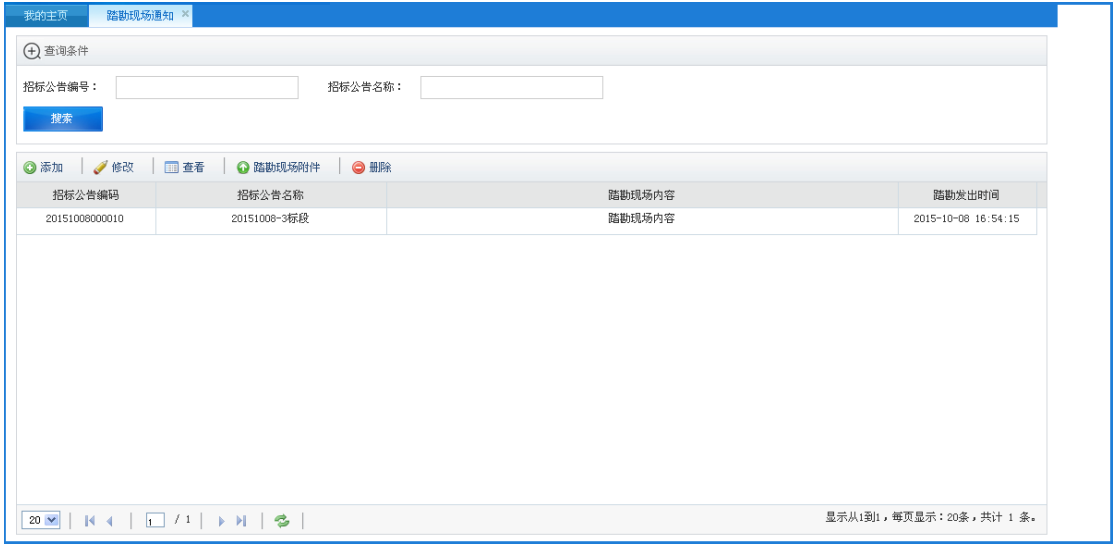 我的主页 踏勘现场通知 ×
查询条件
招标公告编号： 招标公告名称：
搜索
添加 修改 查看 踏勘现场附件 删除
招标公告编码 招标公告名称 踏勘现场内容 踏勘发出时间
20151008000010 20151008-3标段 踏勘现场内容 2015-10-08 16:54:15
20 1 / 1 显示从1到1，每页显示：20条，共计 1 条。